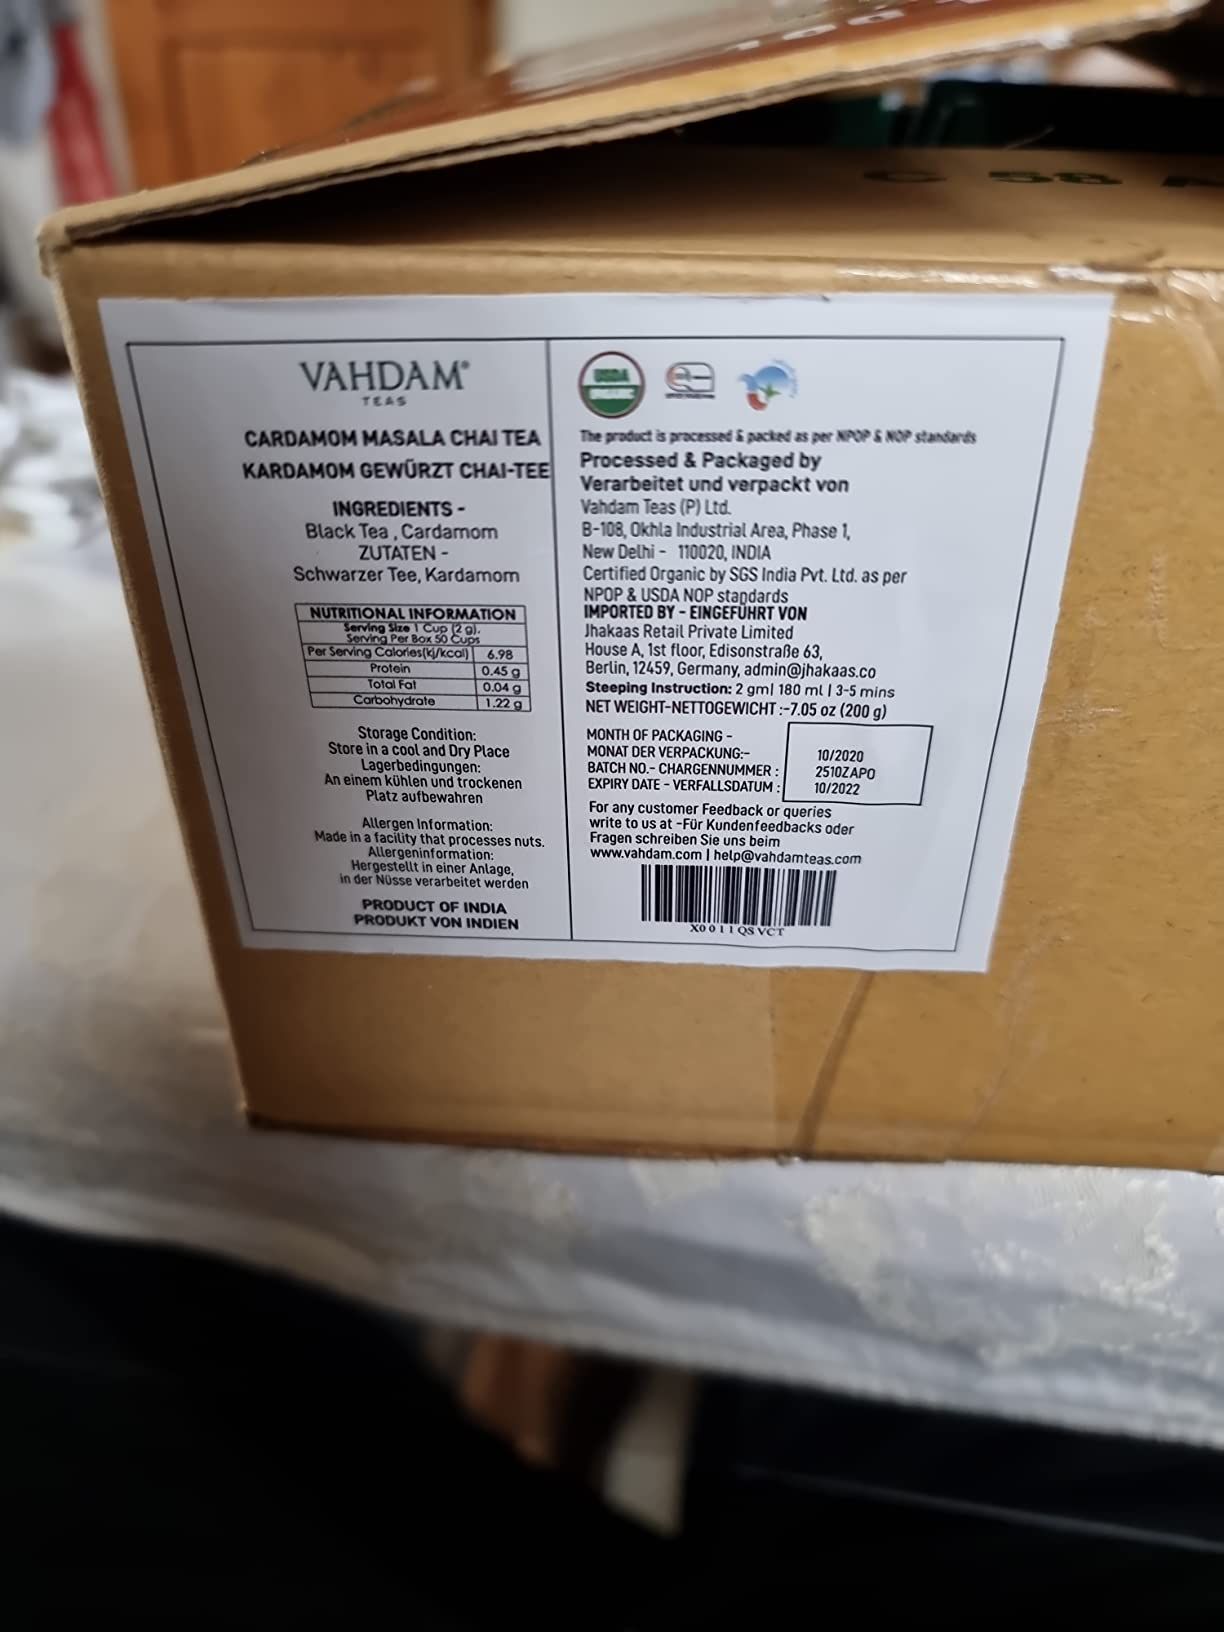 C 58
VAHDAM®
TEAS
CARDAMOM MASALA CHAI TEA
KARDAMOM GEWÜRZT CHAI-TEE
INGREDIENTS -
Black Tea , Cardamom
ZUTATEN -
Schwarzer Tee, Kardamom
NUTRITIONAL INFORMATION
Serving Size 1 Cup (2 g).
Serving Per Box 50 Cups
Per Serving Calories(kj/kcal) 6.98
Protein 0.45 g
Total Fat 0.04 g
Carbohydrate 1.22 g
Storage Condition:
Store in a cool and Dry Place
Lagerbedingungen:
An einem kühlen und trockenen
Platz aufbewahren
Allergen Information:
Made in a facility that processes nuts.
Allergeninformation:
Hergestellt in einer Anlage,
in der Nüsse verarbeitet werden
PRODUCT OF INDIA
PRODUKT VON INDIEN
USDA
ORGANIC
The product is processed & packed as per NPOP & NOP standards
Processed & Packaged by
Verarbeitet und verpackt von
Vahdam Teas (P) Ltd.
B-108, Okhla Industrial Area, Phase 1,
New Delhi - 110020, INDIA
Certified Organic by SGS India Pvt. Ltd. as per
NPOP & USDA NOP standards
IMPORTED BY - EINGEFÜHRT VON
Jhakaas Retail Private Limited
House A, 1st floor, Edisonstraße 63,
Berlin, 12459, Germany, admin@jhakaas.co
Steeping Instruction: 2 gm| 180 ml | 3-5 mins
NET WEIGHT-NETTOGEWICHT :-7.05 oz (200 g)
MONTH OF PACKAGING -
MONAT DER VERPACKUNG:- 10/2020
BATCH NO.- CHARGENNUMMER : 2510ZAPO
EXPIRY DATE - VERFALLSDATUM : 10/2022
For any customer Feedback or queries
write to us at -Für Kundenfeedbacks oder
Fragen schreiben Sie uns beim
www.vahdam.com | help@vahdamteas.com
X0011QSVCT